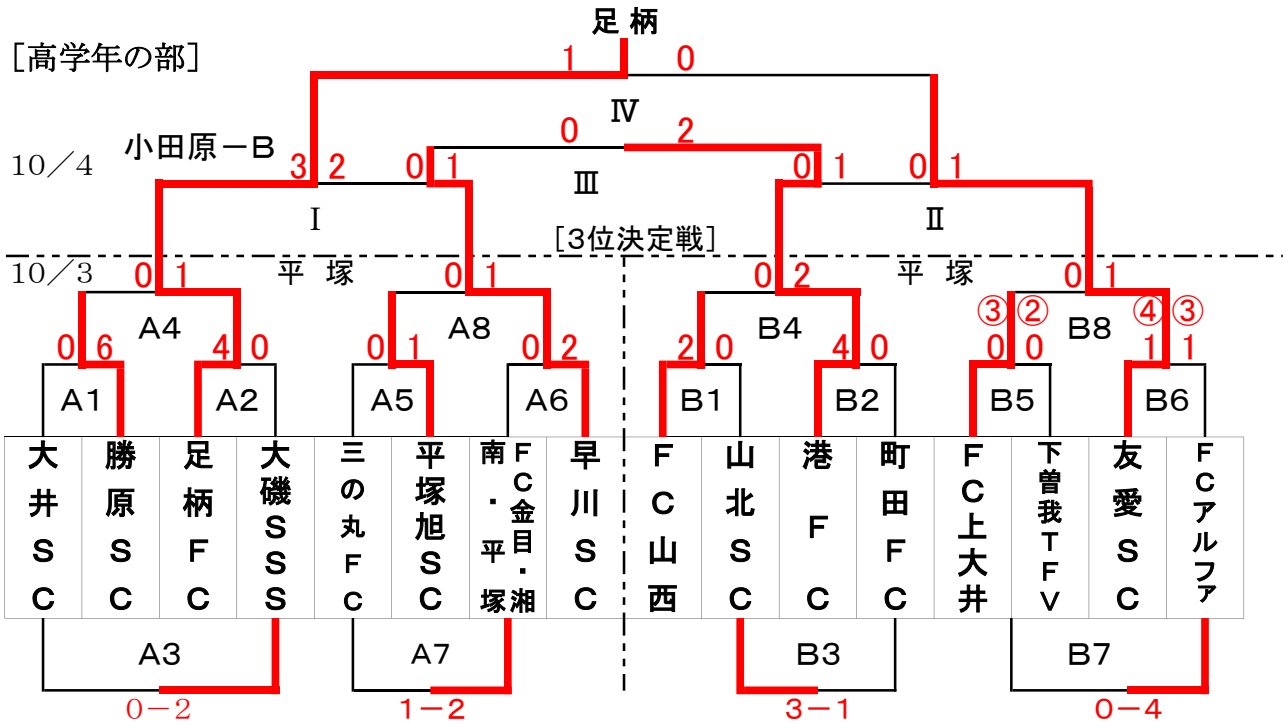 足柄
[高学年の部]
1 0
Ⅳ
小田原－B
0 2
10／4
3 2 0 1 0 1 0 1
Ⅲ
Ⅰ Ⅱ
[3位決定戦]
10／3
0 1 平塚 0 1 0 2 平塚 0 1
A4 A8 B4 ③ ② B8 ④ ③
0 6 4 0 0 1 0 2 2 0 4 0 0 0 1 1
A1 A2 A5 A6 B1 B2 B5 B6
大井SC
勝原SC
足柄FC
大磯SSS
三の丸FC
平塚旭SC
FC金目・湘
南・平塚
早川SC
FC山西
山北SC
港FC
町田FC
FC上大井
下曽我TFV
友愛SC
FCアルファ
A3 A7 B3 B7
0－2 1－2 3－1 0－4